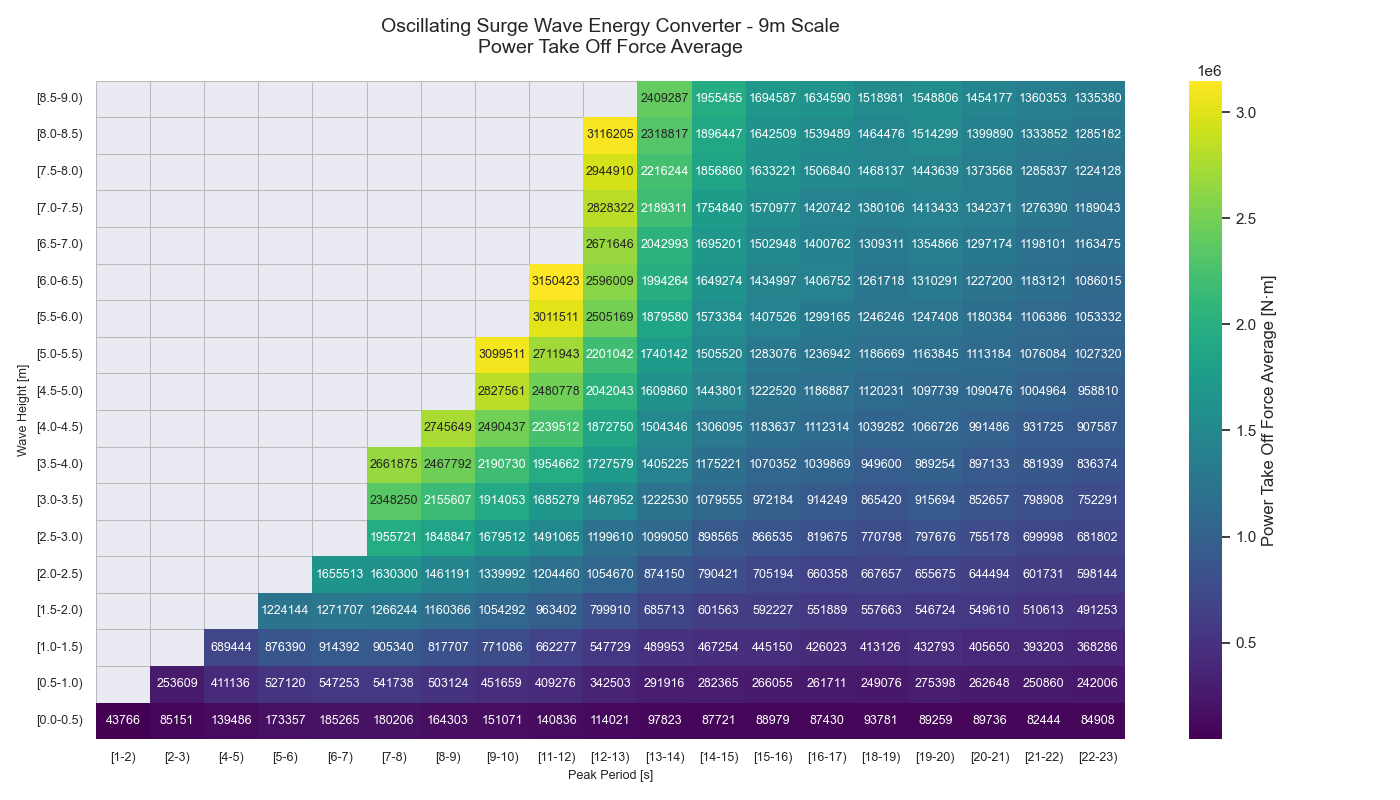 Oscillating Surge Wave Energy Converter - 9m Scale
Power Take Off Force Average
1e6
[8.5-9.0) 2409287 1955455 1694587 1634590 1518981 1548806 1454177 1360353 1335380
[8.0-8.5) 3116205 2318817 1896447 1642509 1539489 1464476 1514299 1399890 1333852 1285182
[7.5-8.0) 2944910 2216244 1856860 1633221 1506840 1468137 1443639 1373568 1285837 1224128
[7.0-7.5) 2828322 2189311 1754840 1570977 1420742 1380106 1413433 1342371 1276390 1189043
[6.5-7.0) 2671646 2042993 1695201 1502948 1400762 1309311 1354866 1297174 1198101 1163475
[6.0-6.5) 3150423 2596009 1994264 1649274 1434997 1406752 1261718 1310291 1227200 1183121 1086015
[5.5-6.0) 3011511 2505169 1879580 1573384 1407526 1299165 1246246 1247408 1180384 1106386 1053332
[5.0-5.5) 3099511 2711943 2201042 1740142 1505520 1283076 1236942 1186669 1163845 1113184 1076084 1027320
[4.5-5.0) 2827561 2480778 2042043 1609860 1443801 1222520 1186887 1120231 1097739 1090476 1004964 958810
[4.0-4.5) 2745649 2490437 2239512 1872750 1504346 1306095 1183637 1112314 1039282 1066726 991486 931725 907587
[3.5-4.0) 2661875 2467792 2190730 1954662 1727579 1405225 1175221 1070352 1039869 949600 989254 897133 881939 836374
[3.0-3.5) 2348250 2155607 1914053 1685279 1467952 1222530 1079555 972184 914249 865420 915694 852657 798908 752291
[2.5-3.0) 1955721 1848847 1679512 1491065 1199610 1099050 898565 866535 819675 770798 797676 755178 699998 681802
[2.0-2.5) 1655513 1630300 1461191 1339992 1204460 1054670 874150 790421 705194 660358 667657 655675 644494 601731 598144
[1.5-2.0) 1224144 1271707 1266244 1160366 1054292 963402 799910 685713 601563 592227 551889 557663 546724 549610 510613 491253
[1.0-1.5) 689444 876390 914392 905340 817707 771086 662277 547729 489953 467254 445150 426023 413126 432793 405650 393203 368286
[0.5-1.0) 253609 411136 527120 547253 541738 503124 451659 409276 342503 291916 282365 266055 261711 249076 275398 262648 250860 242006
[0.0-0.5) 43766 85151 139486 173357 185265 180206 164303 151071 140836 114021 97823 87721 88979 87430 93781 89259 89736 82444 84908
[1-2) [2-3) [4-5) [5-6) [6-7) [7-8) [8-9) [9-10) [11-12) [12-13) [13-14) [14-15) [15-16) [16-17) [18-19) [19-20) [20-21) [21-22) [22-23)
Peak Period [s]
Wave Height [m]
3.0
2.5
2.0
1.5
1.0
0.5
Power Take Off Force Average [N·m]